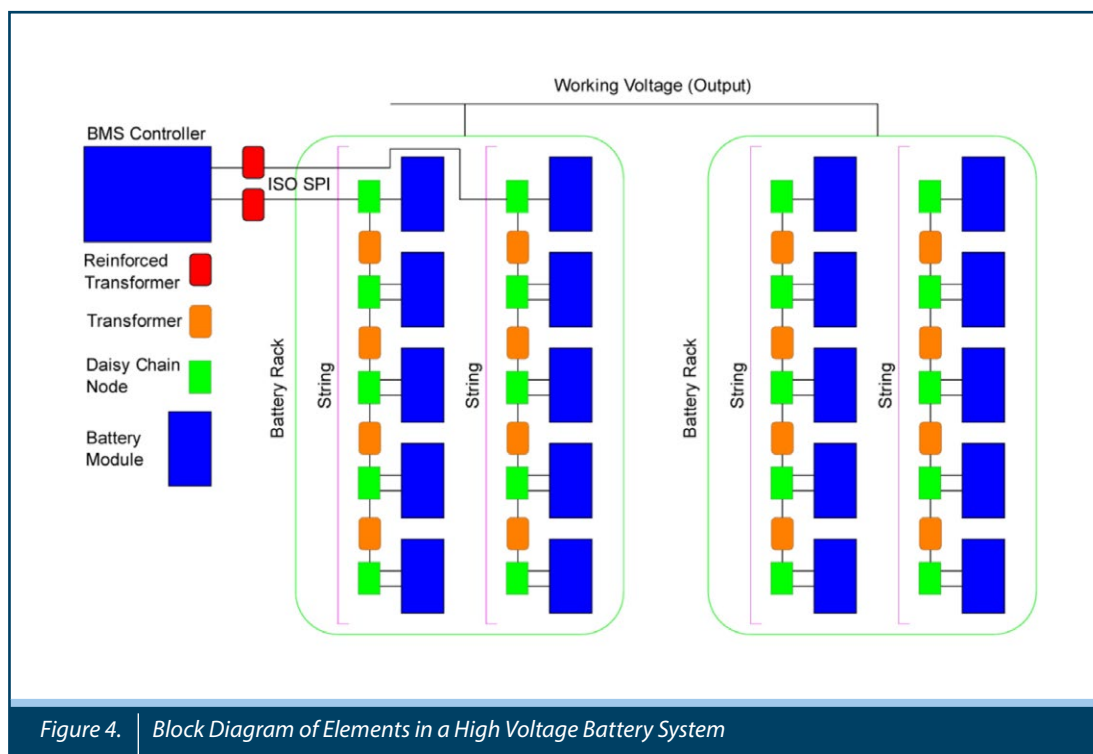 Working Voltage (Output)
BMS Controller
ISO SPI
Reinforced
Transformer
Transformer
Daisy Chain
Node
Battery
Module
Battery Rack
String
String
Battery Rack
String
String
Figure 4. Block Diagram of Elements in a High Voltage Battery System